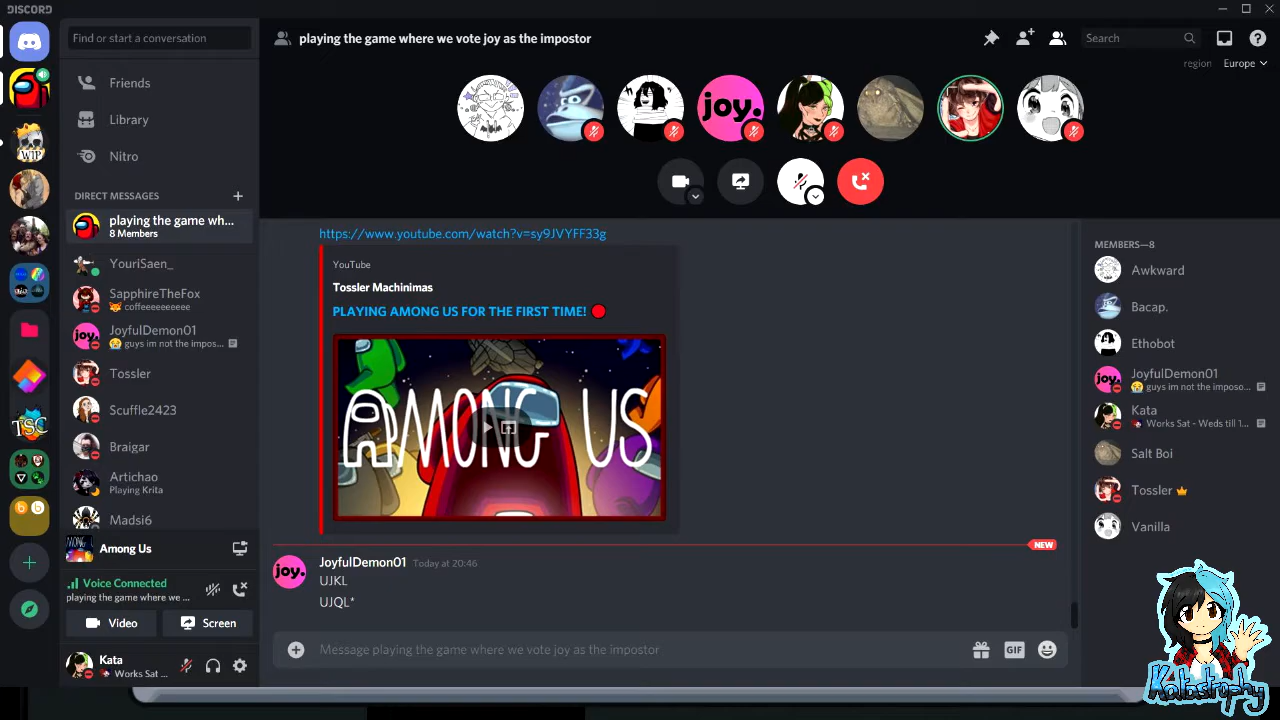 DISCORD
Find or start a conversation
Friends
Library
Nitro
DIRECT MESSAGES
playing the game wh...
8 Members
YouriSaen_
SapphireTheFox
coffeeeeeeeeee
JoyfulDemon01
guys im not the impos...
Tossler
Scuffle2423
Braigar
Artichao
Playing Krita
Madsi6
Among Us
Voice Connected
playing the game where we ...
Video
Screen
Kata
Works Sat ...
WIP
TSC
playing the game where we vote joy as the impostor
Search
region
Europe
joy.
https://www.youtube.com/watch?v=sy9JVYFF33g
YouTube
Tossler Machinimas
PLAYING AMONG US FOR THE FIRST TIME!
AMONG US
NEW
joy.
JoyfulDemon01 Today at 20:46
UJKL
UJQL*
Message playing the game where we vote joy as the impostor
GIF
MEMBERS—8
Awkward
Bacap.
Ethobot
joy.
JoyfulDemon01
guys im not the imposo...
Kata
Works Sat - Weds till 1...
Salt Boi
Tossler
Vanilla
Katastrophy